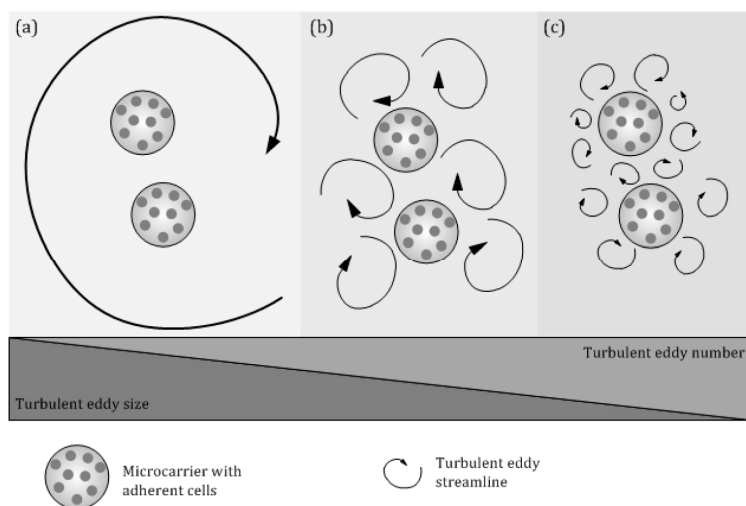 (a)
(b)
(c)
Turbulent eddy number
Turbulent eddy size
Microcarrier with
adherent cells
Turbulent eddy
streamline